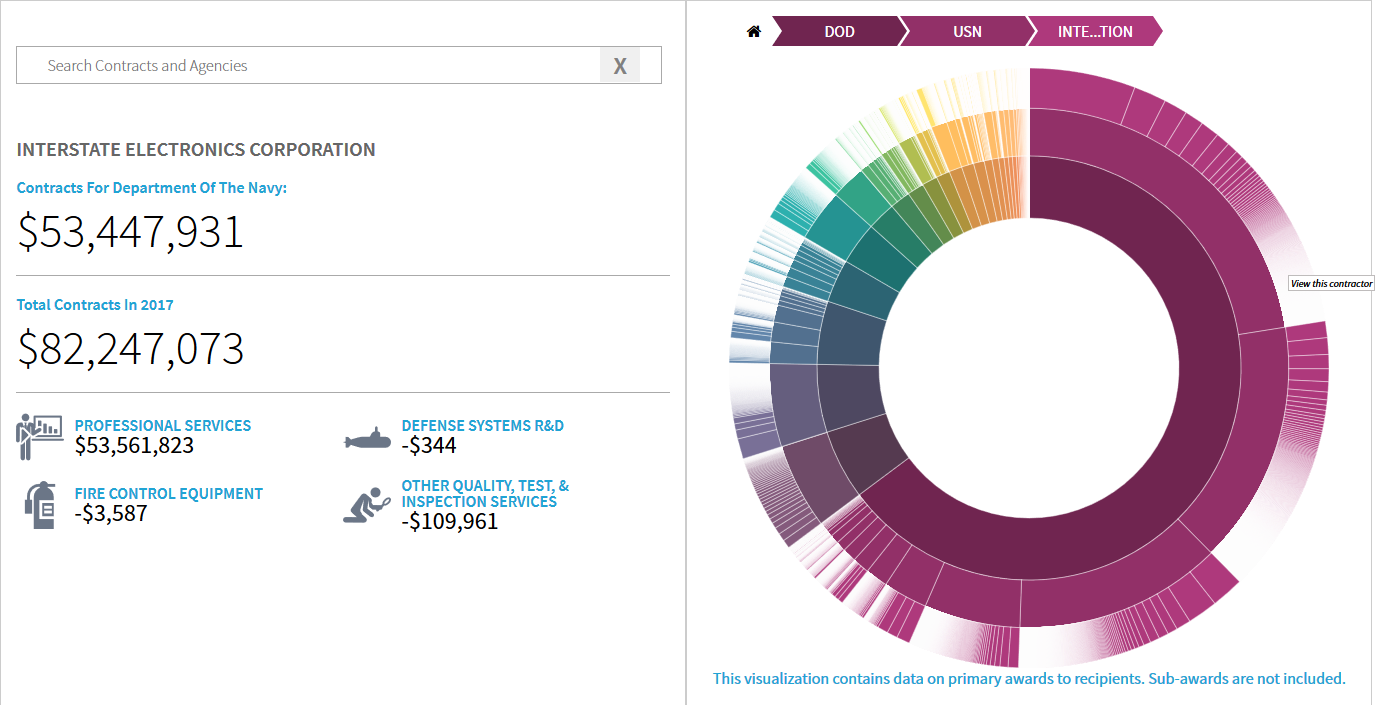 Search Contracts and Agencies
X
INTERSTATE ELECTRONICS CORPORATION
Contracts For Department Of The Navy:
$53,447,931
Total Contracts In 2017
$82,247,073
PROFESSIONAL SERVICES
$53,561,823
DEFENSE SYSTEMS R&D
-$344
FIRE CONTROL EQUIPMENT
-$3,587
OTHER QUALITY, TEST, &
INSPECTION SERVICES
-$109,961
DOD
USN
INTE...TION
View this contractor
This visualization contains data on primary awards to recipients. Sub-awards are not included.